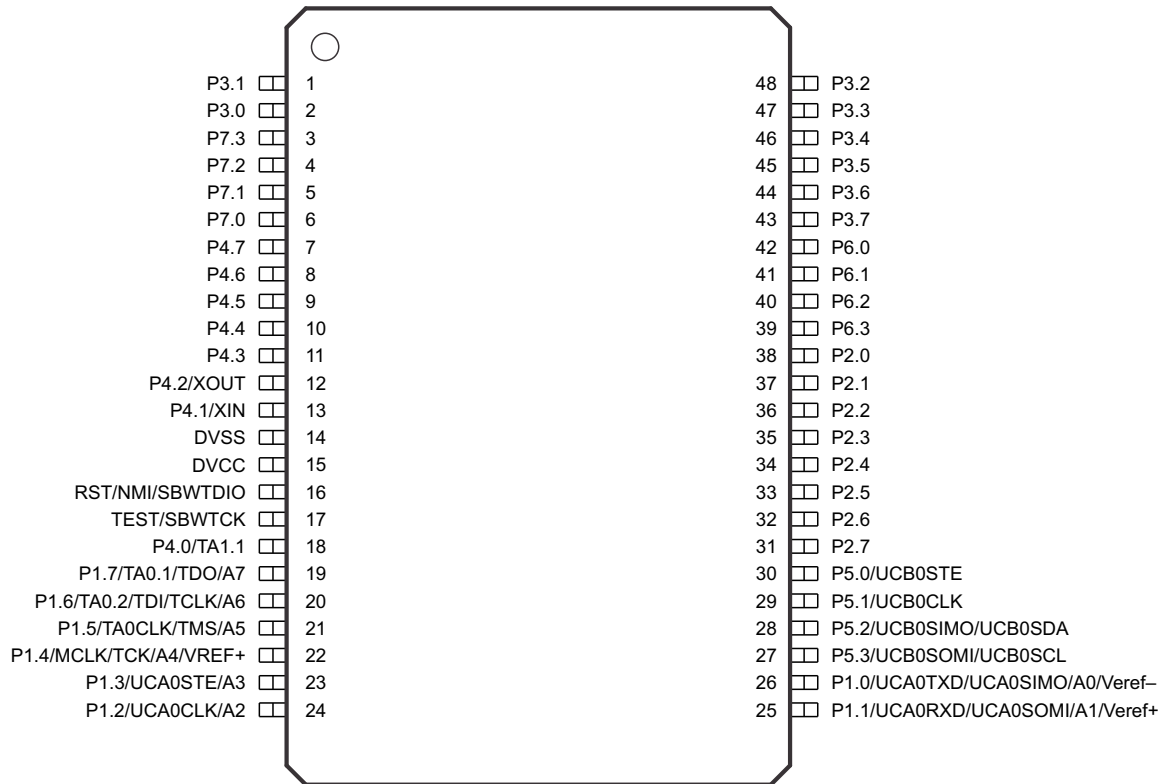 P3.1 1 48 P3.2
P3.0 2 47 P3.3
P7.3 3 46 P3.4
P7.2 4 45 P3.5
P7.1 5 44 P3.6
P7.0 6 43 P3.7
P4.7 7 42 P6.0
P4.6 8 41 P6.1
P4.5 9 40 P6.2
P4.4 10 39 P6.3
P4.3 11 38 P2.0
P4.2/XOUT 12 37 P2.1
P4.1/XIN 13 36 P2.2
DVSS 14 35 P2.3
DVCC 15 34 P2.4
RST/NMI/SBWTDIO 16 33 P2.5
TEST/SBWTCK 17 32 P2.6
P4.0/TA1.1 18 31 P2.7
P1.7/TA0.1/TDO/A7 19 30 P5.0/UCB0STE
P1.6/TA0.2/TDI/TCLK/A6 20 29 P5.1/UCB0CLK
P1.5/TA0CLK/TMS/A5 21 28 P5.2/UCB0SIMO/UCB0SDA
P1.4/MCLK/TCK/A4/VREF+ 22 27 P5.3/UCB0SOMI/UCB0SCL
P1.3/UCA0STE/A3 23 26 P1.0/UCA0TXD/UCA0SIMO/A0/Veref–
P1.2/UCA0CLK/A2 24 25 P1.1/UCA0RXD/UCA0SOMI/A1/Veref+